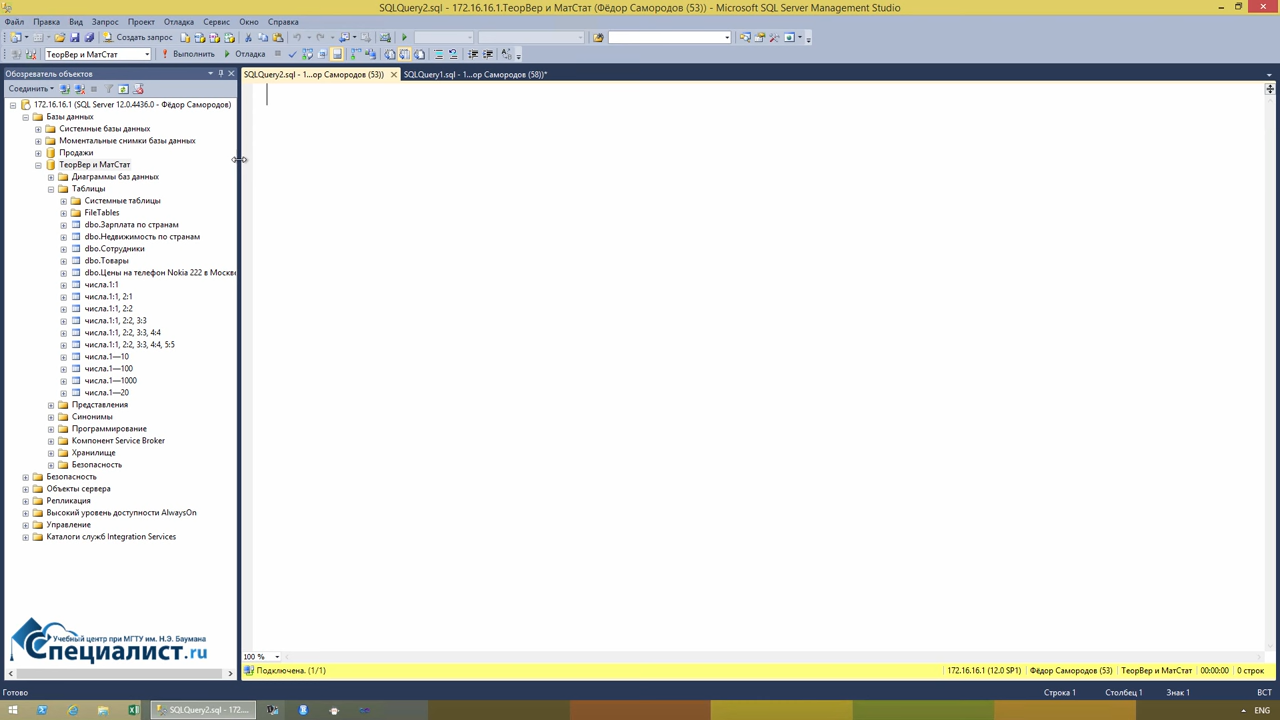 SQLQuery2.sql - 172.16.16.1.ТеорВер и МатСтат (Фёдор Самородов (53)) - Microsoft SQL Server Management Studio
Файл Правка Вид Запрос Проект Отладка Сервис Окно Справка
Создать запрос
ТеорВер и МатСтат Выполнить Отладка
Обозреватель объектов
SQLQuery2.sql - 1...ор Самородов (53)) SQLQuery1.sql - 1...ор Самородов (58))*
Соединить
172.16.16.1 (SQL Server 12.0.4436.0 - Фёдор Самородов)
Базы данных
Системные базы данных
Моментальные снимки базы данных
Продажи
ТеорВер и МатСтат
Диаграммы баз данных
Таблицы
Системные таблицы
FileTables
dbo.Зарплата по странам
dbo.Недвижимость по странам
dbo.Сотрудники
dbo.Товары
dbo.Цены на телефон Nokia 222 в Москве
числа.1:1
числа.1:1, 2:1
числа.1:1, 2:2
числа.1:1, 2:2, 3:3
числа.1:1, 2:2, 3:3, 4:4
числа.1:1, 2:2, 3:3, 4:4, 5:5
числа.1—10
числа.1—100
числа.1—1000
числа.1—20
Представления
Синонимы
Программирование
Компонент Service Broker
Хранилище
Безопасность
Безопасность
Объекты сервера
Репликация
Высокий уровень доступности AlwaysOn
Управление
Каталоги служб Integration Services
Учебный центр при МГТУ им. Н.Э. Баумана
Специалист.ru
100 %
Подключена. (1/1) 172.16.16.1 (12.0 SP1) Фёдор Самородов (53) ТеорВер и МатСтат 00:00:00 0 строк
Готово Строка 1 Столбец 1 Знак 1 ВСТ
SQLQuery2.sql - 172.... ENG